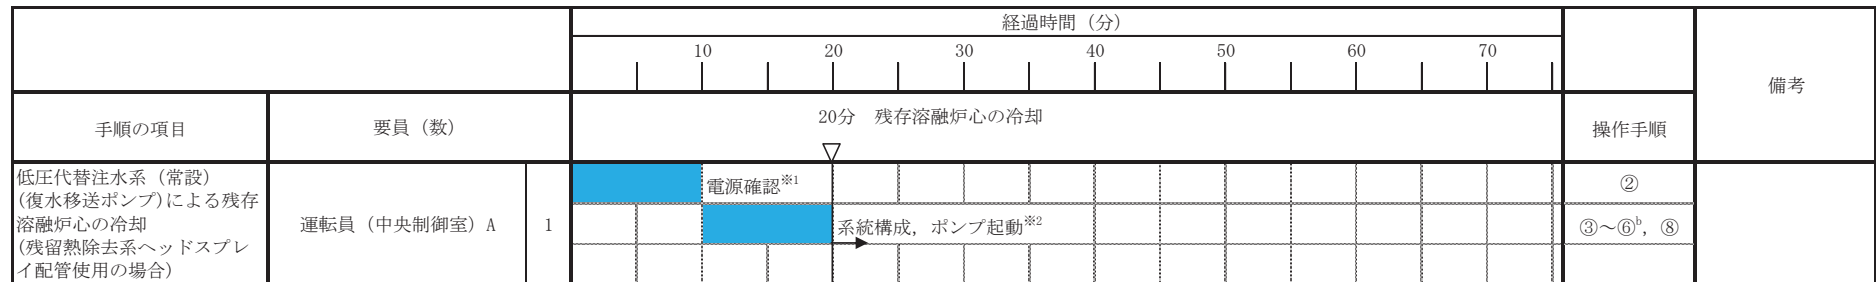 経過時間（分）
10 20 30 40 50 60 70
備考
手順の項目
要員（数）
20分 残存溶融炉心の冷却
操作手順
低圧代替注水系（常設）
(復水移送ポンプ)による残存
溶融炉心の冷却
(残留熱除去系ヘッドスプレ
イ配管使用の場合)
運転員（中央制御室）A
1
電源確認※1
②
系統構成，ポンプ起動※2
③～⑥b，⑧